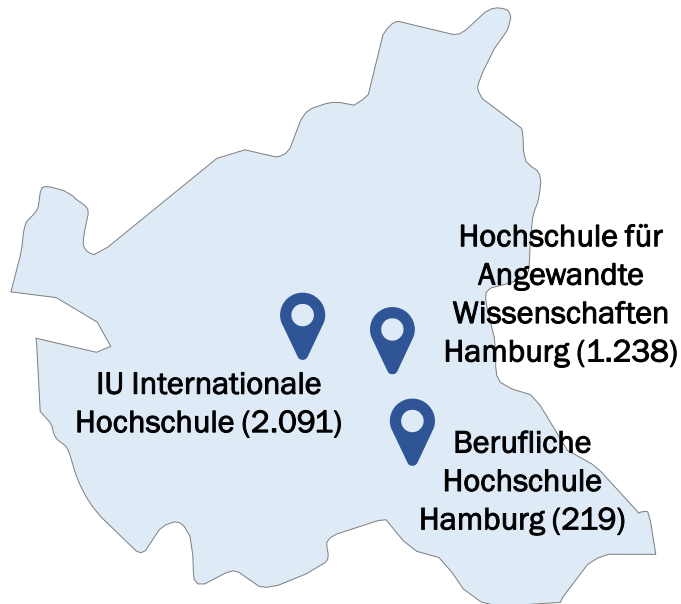 Hochschule für
Angewandte
Wissenschaften
Hamburg (1.238)
IU Internationale
Hochschule (2.091)
Berufliche
Hochschule
Hamburg (219)